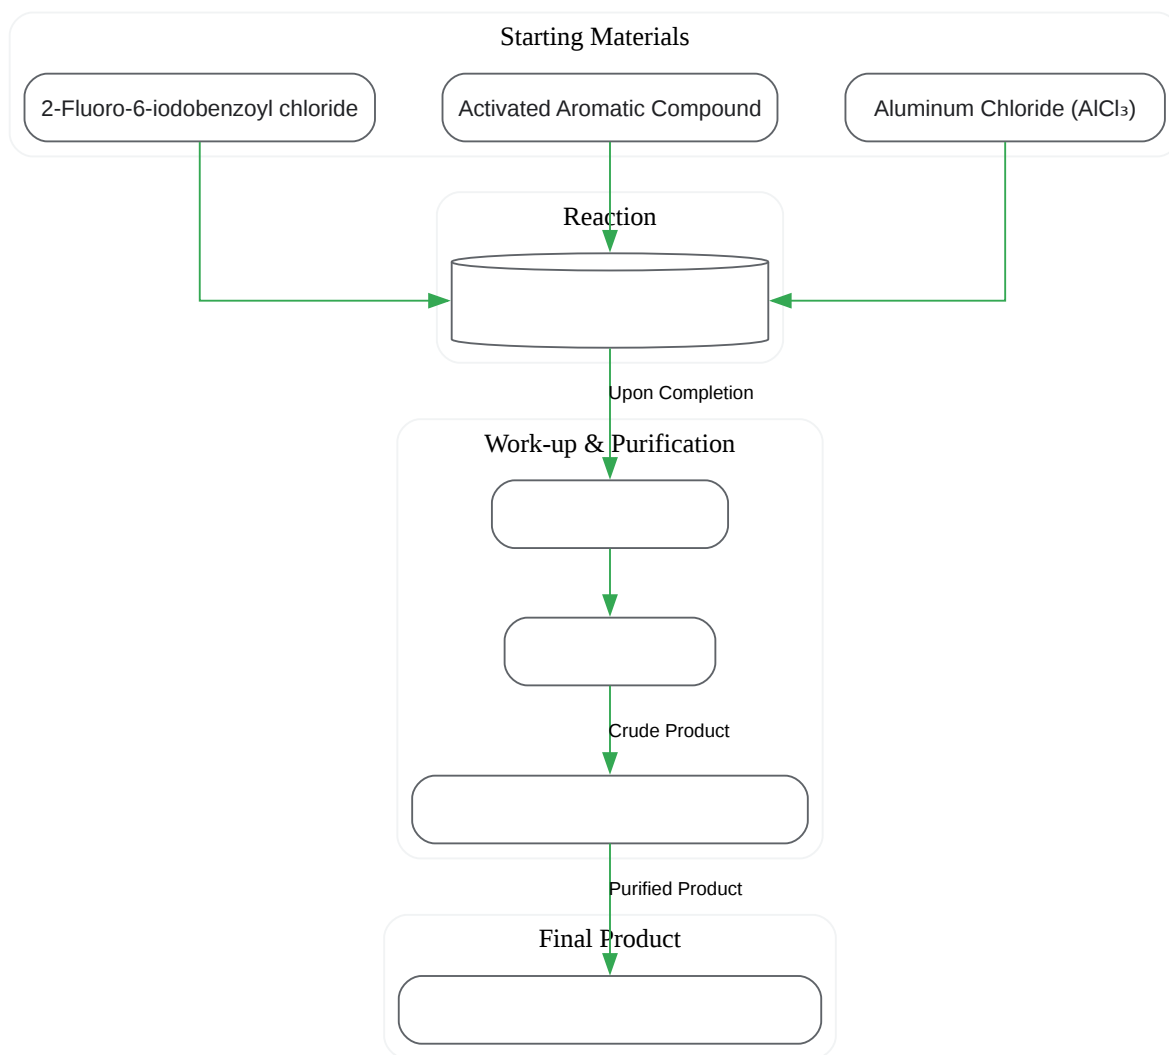 Starting Materials
2-Fluoro-6-iodobenzoyl chloride
Activated Aromatic Compound
Aluminum Chloride (AlCl₃)
Reaction
Upon Completion
Work-up & Purification
Crude Product
Purified Product
Final Product